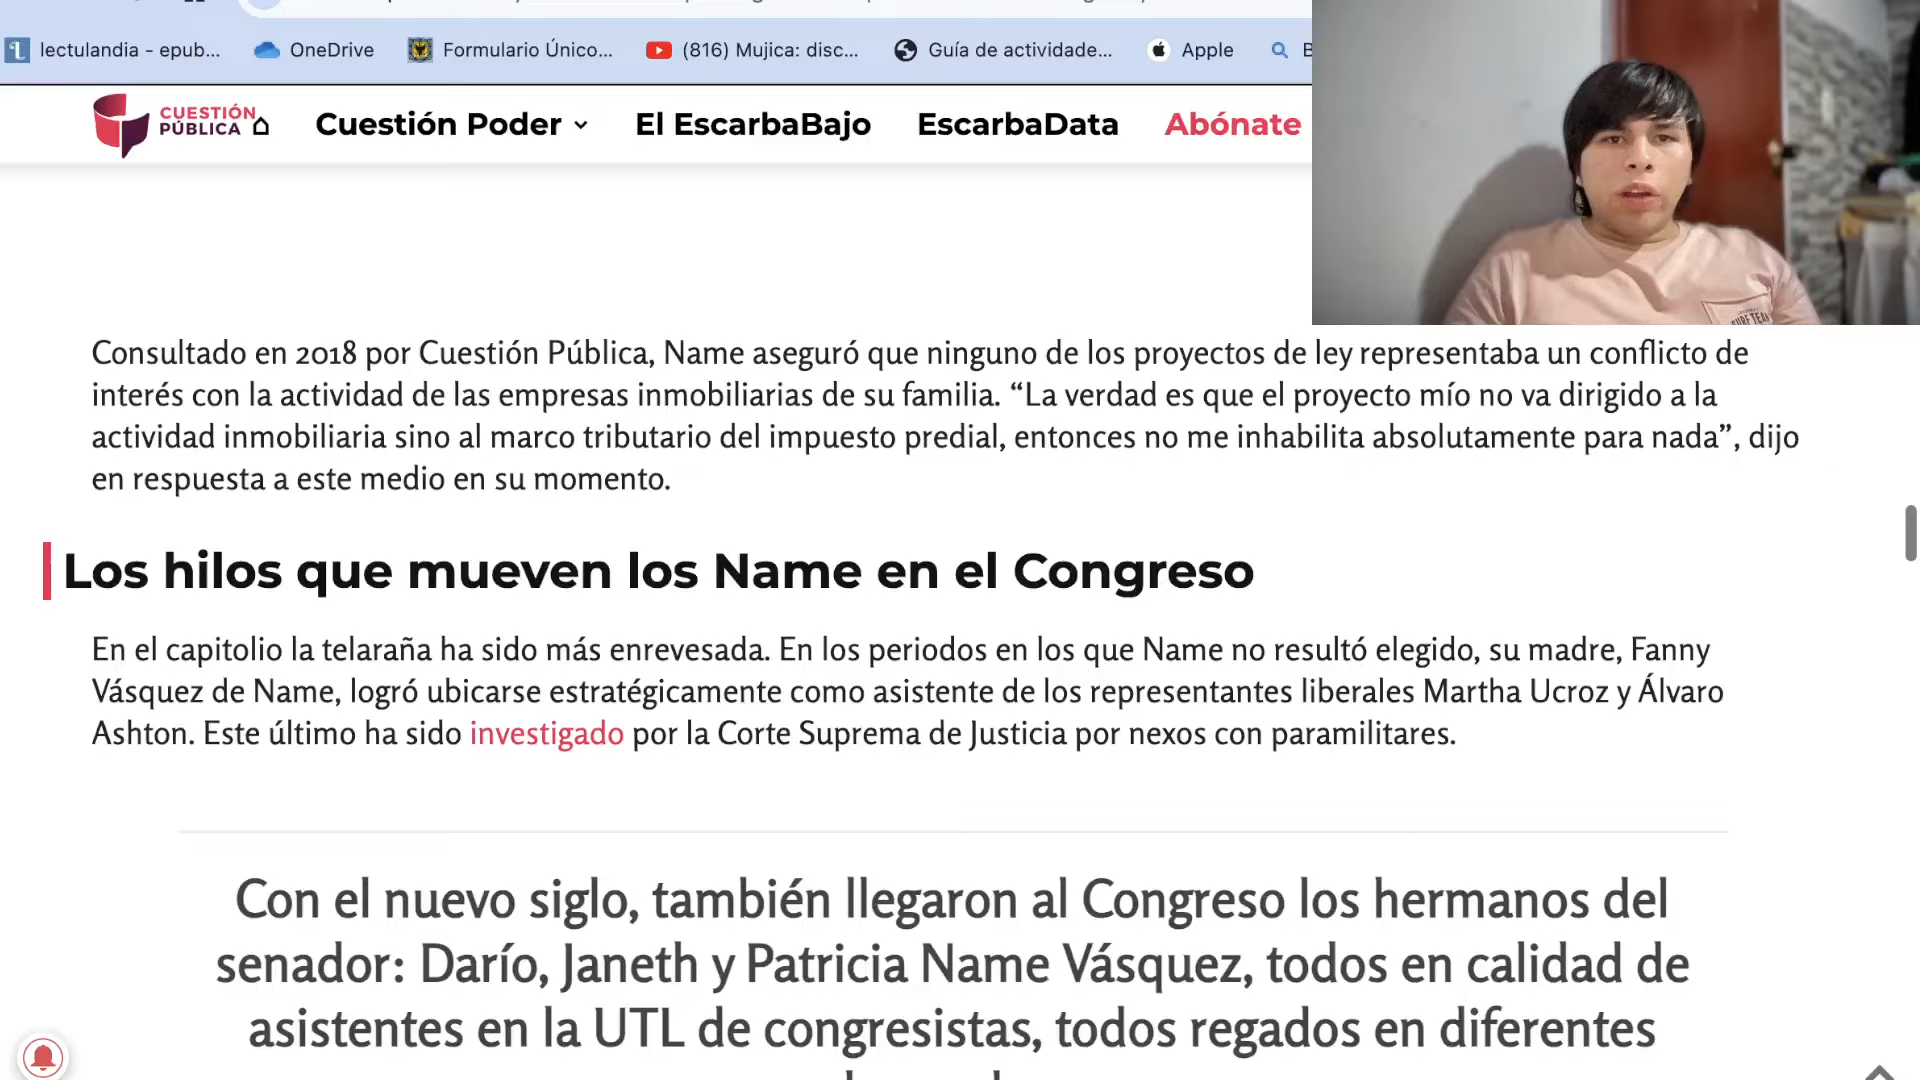 lectulandia - epub...
OneDrive
Formulario Único...
(816) Mujica: disc...
Guía de actividade...
Apple
CUESTIÓN
PÚBLICA
Cuestión Poder
El EscarbaBajo
EscarbaData
Abónate
SURF TEAM
Consultado en 2018 por Cuestión Pública, Name aseguró que ninguno de los proyectos de ley representaba un conflicto de
interés con la actividad de las empresas inmobiliarias de su familia. “La verdad es que el proyecto mío no va dirigido a la
actividad inmobiliaria sino al marco tributario del impuesto predial, entonces no me inhabilita absolutamente para nada”, dijo
en respuesta a este medio en su momento.
Los hilos que mueven los Name en el Congreso
En el capitolio la telaraña ha sido más enrevesada. En los periodos en los que Name no resultó elegido, su madre, Fanny
Vásquez de Name, logró ubicarse estratégicamente como asistente de los representantes liberales Martha Ucroz y Álvaro
Ashton. Este último ha sido investigado por la Corte Suprema de Justicia por nexos con paramilitares.
Con el nuevo siglo, también llegaron al Congreso los hermanos del
senador: Darío, Janeth y Patricia Name Vásquez, todos en calidad de
asistentes en la UTL de congresistas, todos regados en diferentes